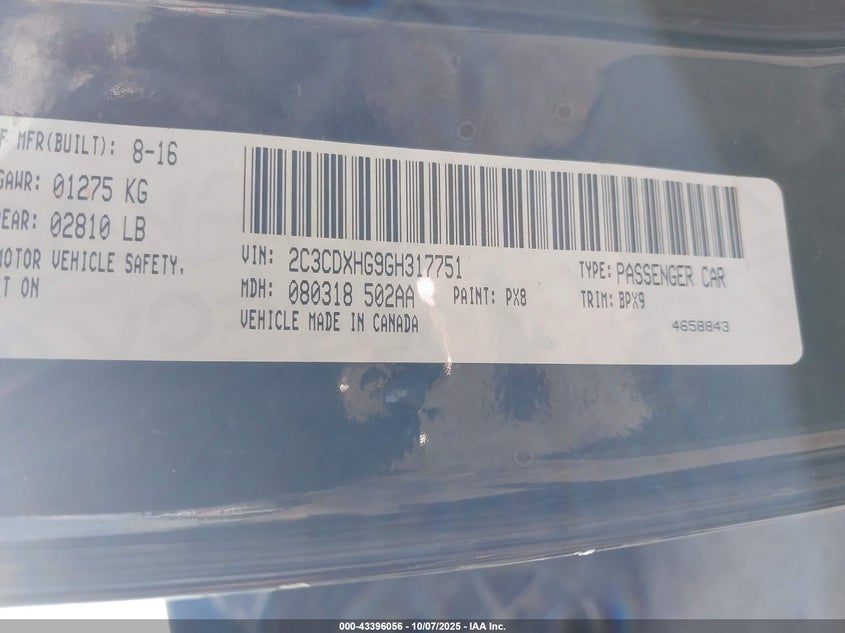 F MFR(BUILT): 8-16
GAWR: 01275 KG
EAR: 02810 LB
MOTOR VEHICLE SAFETY,
T ON
VIN: 2C3CDXHG9GH317751
TYPE: PASSENGER CAR
MDH: 080318 502AA PAINT: PX8 TRIM: BPX9
VEHICLE MADE IN CANADA
4658843
000-43396056 - 10/07/2025 - IAA Inc.